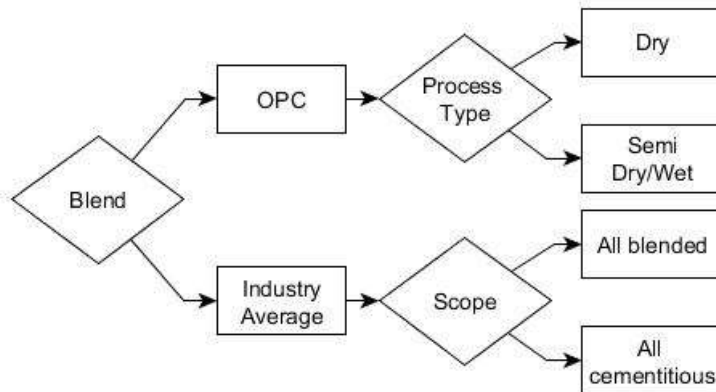 Blend
OPC
Process
Type
Dry
Semi
Dry/Wet
Industry
Average
Scope
All blended
All
cementitious